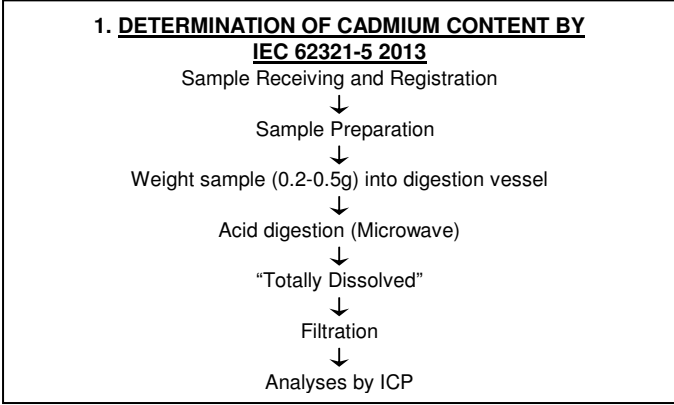 1. DETERMINATION OF CADMIUM CONTENT BY
IEC 62321-5 2013
Sample Receiving and Registration
↓
Sample Preparation
↓
Weight sample (0.2-0.5g) into digestion vessel
↓
Acid digestion (Microwave)
↓
“Totally Dissolved”
↓
Filtration
↓
Analyses by ICP